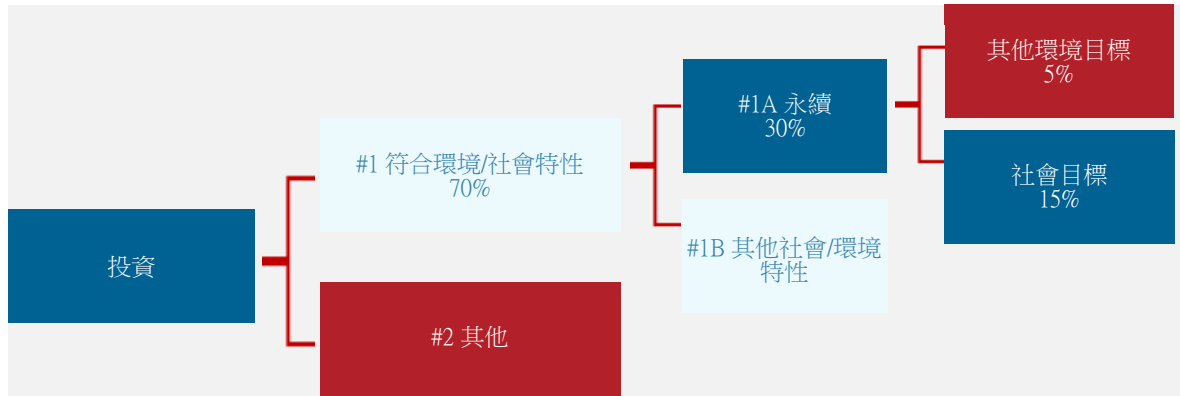 投資
#1 符合環境/社會特性
70%
#2 其他
#1A 永續
30%
#1B 其他社會/環境
特性
其他環境目標
5%
社會目標
15%